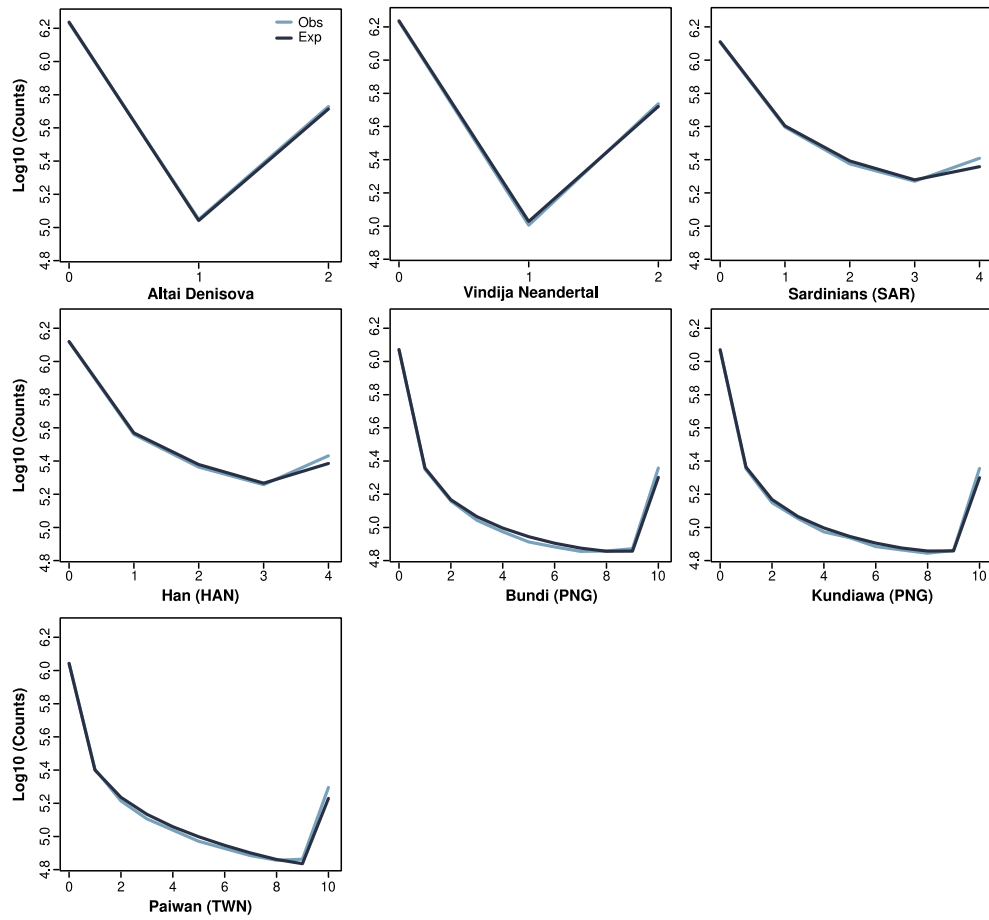 Obs
Exp
Log10 (Counts)
4.8 5.0 5.2 5.4 5.6 5.8 6.0 6.2
0 1 2
Altai Denisova
4.8 5.0 5.2 5.4 5.6 5.8 6.0 6.2
0 1 2
Vindija Neandertal
4.8 5.0 5.2 5.4 5.6 5.8 6.0 6.2
0 1 2 3 4
Sardinians (SAR)
Log10 (Counts)
4.8 5.0 5.2 5.4 5.6 5.8 6.0 6.2
0 1 2 3 4
Han (HAN)
4.8 5.0 5.2 5.4 5.6 5.8 6.0 6.2
0 2 4 6 8 10
Bundi (PNG)
4.8 5.0 5.2 5.4 5.6 5.8 6.0 6.2
0 2 4 6 8 10
Kundiawa (PNG)
Log10 (Counts)
4.8 5.0 5.2 5.4 5.6 5.8 6.0 6.2
0 2 4 6 8 10
Paiwan (TWN)